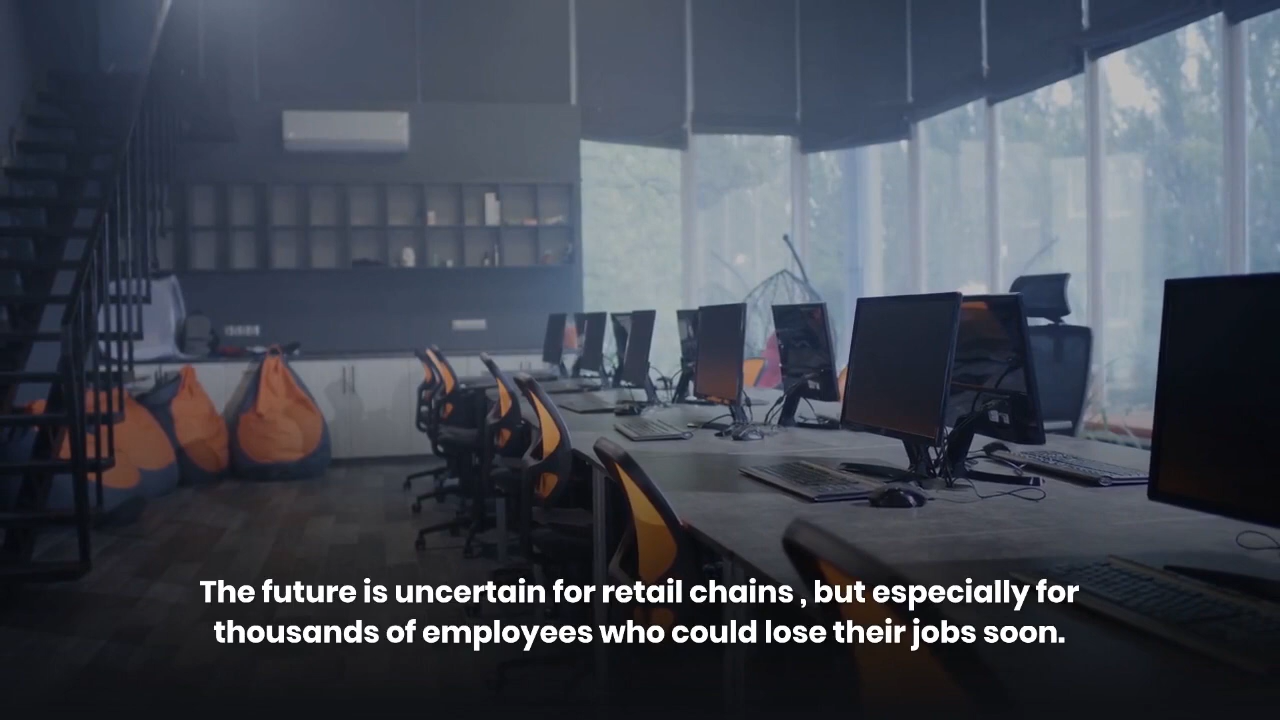 The future is uncertain for retail chains , but especially for
thousands of employees who could lose their jobs soon.